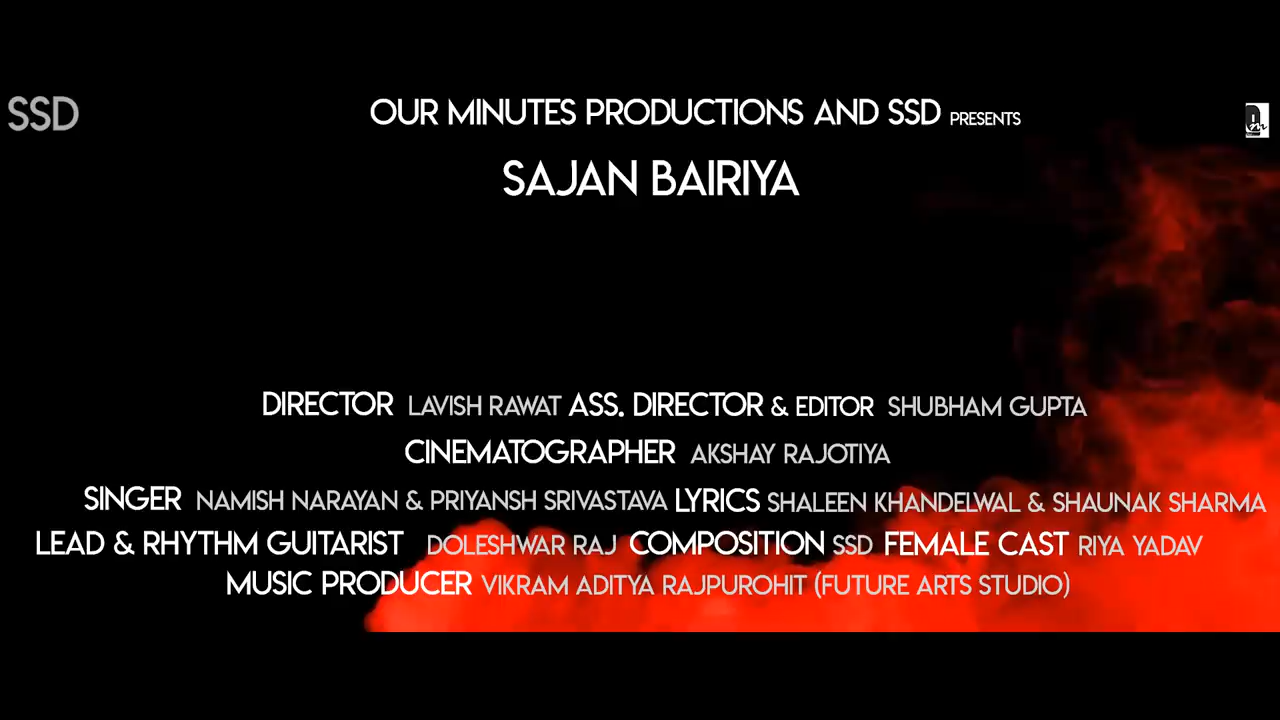 SSD
OUR MINUTES PRODUCTIONS AND SSD PRESENTS
SAJAN BAIRIYA
DIRECTOR LAVISH RAWAT ASS. DIRECTOR & EDITOR SHUBHAM GUPTA
CINEMATOGRAPHER AKSHAY RAJOTIYA
SINGER NAMISH NARAYAN & PRIYANSH SRIVASTAVA LYRICS SHALEEN KHANDELWAL & SHAUNAK SHARMA
LEAD & RHYTHM GUITARIST DOLESHWAR RAJ COMPOSITION SSD FEMALE CAST RIYA YADAV
MUSIC PRODUCER VIKRAM ADITYA RAJPUROHIT (FUTURE ARTS STUDIO)